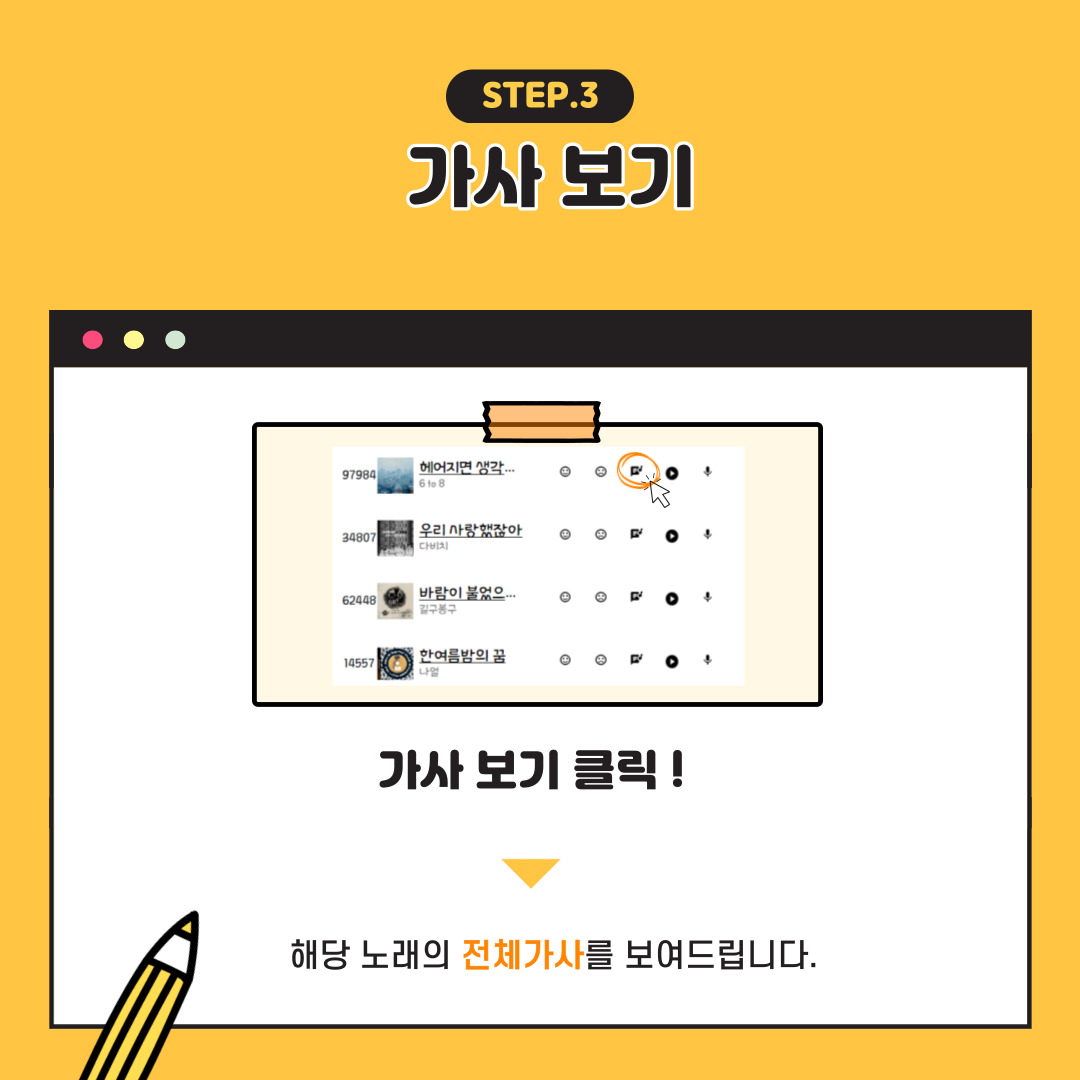 STEP.3
가사 보기
97984 헤어지면 생각...
6 to 8
34807 우리 사랑했잖아
다비치
62448 바람이 불었으...
길구봉구
14557 한여름밤의 꿈
나얼
가사 보기 클릭 !
해당 노래의 전체가사를 보여드립니다.